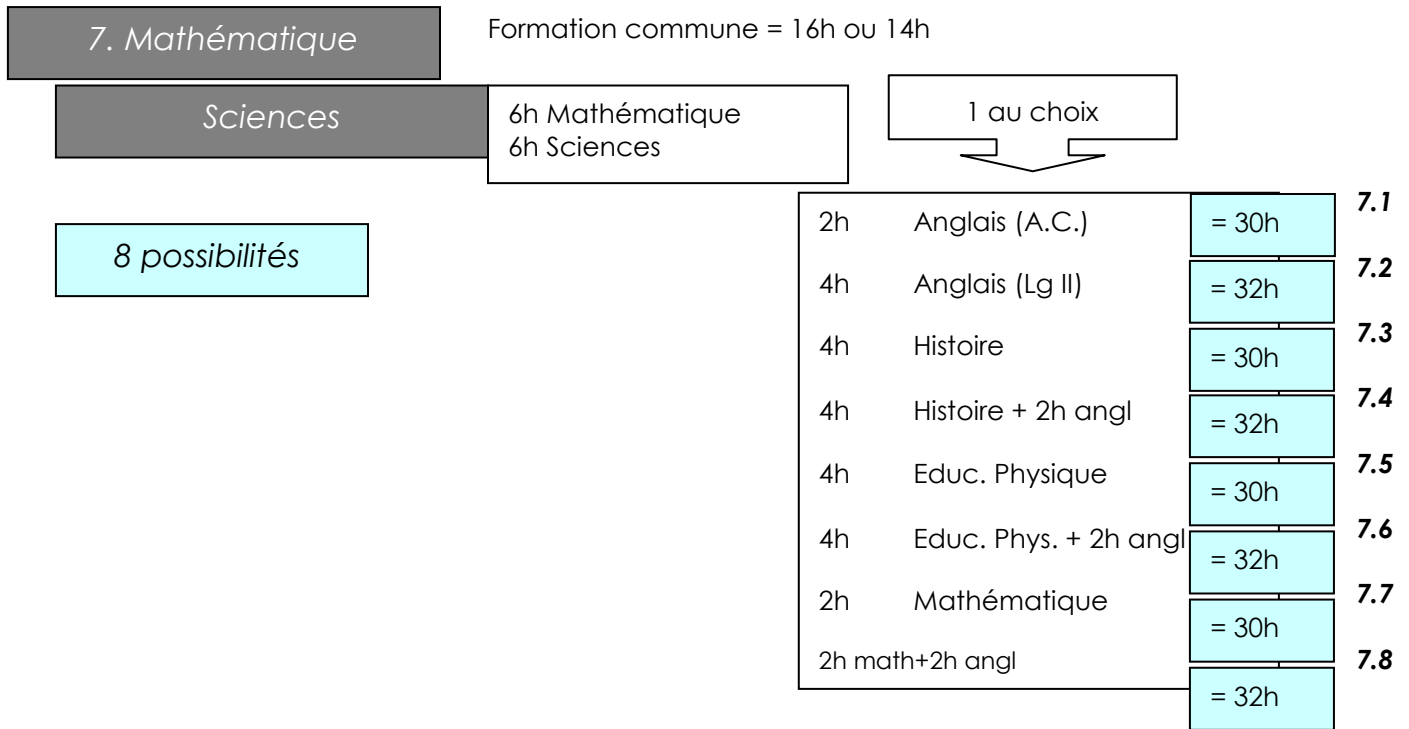 7. Mathématique
Formation commune = 16h ou 14h
Sciences
6h Mathématique
6h Sciences
1 au choix
8 possibilités
2h Anglais (A.C.) = 30h 7.1
4h Anglais (Lg II) = 32h 7.2
4h Histoire = 30h 7.3
4h Histoire + 2h angl = 32h 7.4
4h Educ. Physique = 30h 7.5
4h Educ. Phys. + 2h angl = 32h 7.6
2h Mathématique = 30h 7.7
2h math+2h angl = 32h 7.8